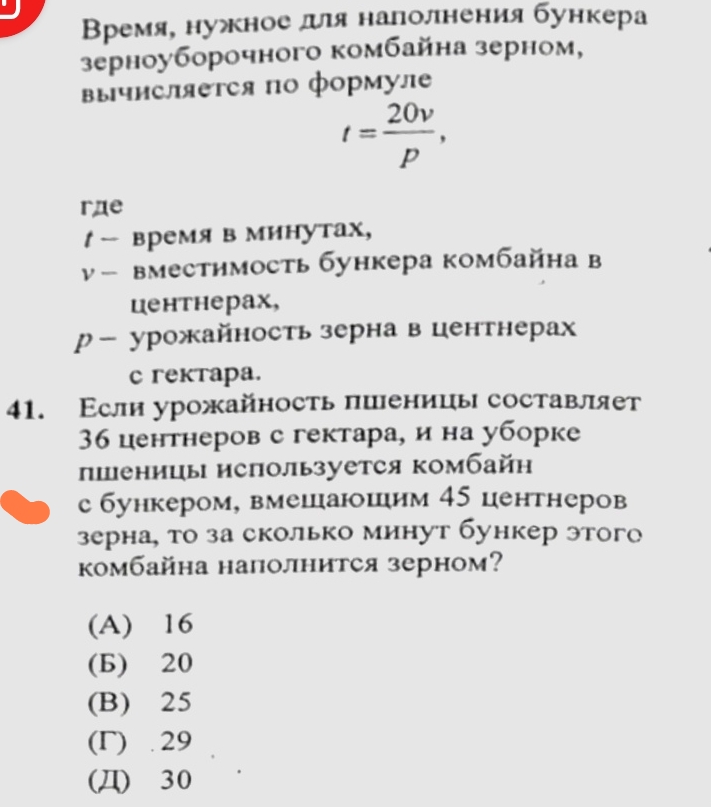 Время, нужное для наполнения бункера
зерноуборочного комбайна зерном,
вычисляется по формуле
t = 20v / p,
где
t – время в минутах,
v – вместимость бункера комбайна в
центнерах,
p – урожайность зерна в центнерах
с гектара.
41. Если урожайность пшеницы составляет
36 центнеров с гектара, и на уборке
пшеницы используется комбайн
с бункером, вмещающим 45 центнеров
зерна, то за сколько минут бункер этого
комбайна наполнится зерном?
(А) 16
(Б) 20
(В) 25
(Г) 29
(Д) 30